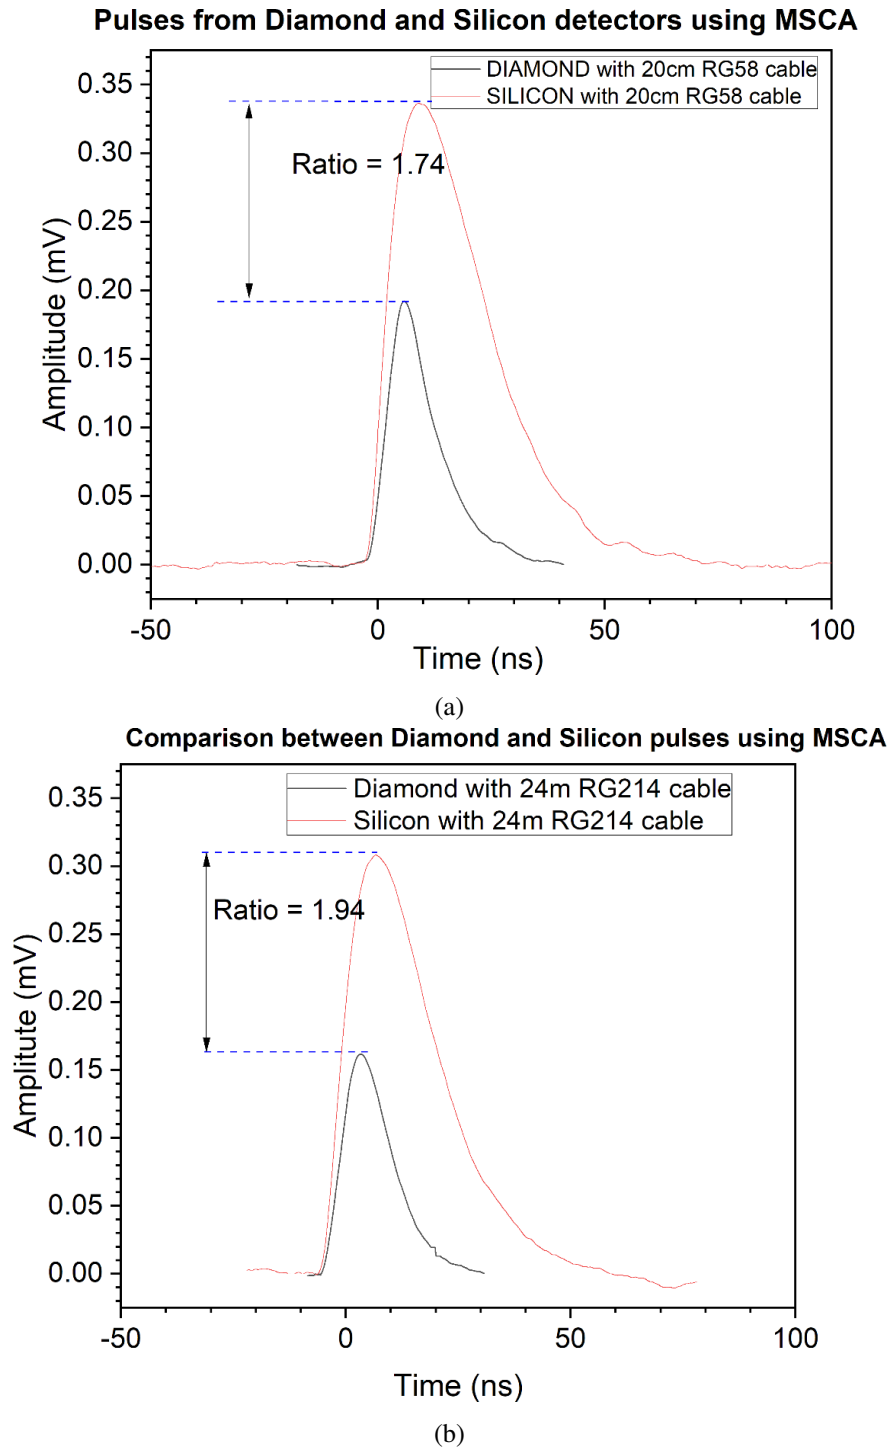 Pulses from Diamond and Silicon detectors using MSCA
DIAMOND with 20cm RG58 cable
SILICON with 20cm RG58 cable
Ratio = 1.74
Amplitude (mV)
0.35
0.30
0.25
0.20
0.15
0.10
0.05
0.00
-50
0
50
100
Time (ns)
(a)
Comparison between Diamond and Silicon pulses using MSCA
Diamond with 24m RG214 cable
Silicon with 24m RG214 cable
Ratio = 1.94
Amplitute (mV)
0.35
0.30
0.25
0.20
0.15
0.10
0.05
0.00
-50
0
50
100
Time (ns)
(b)